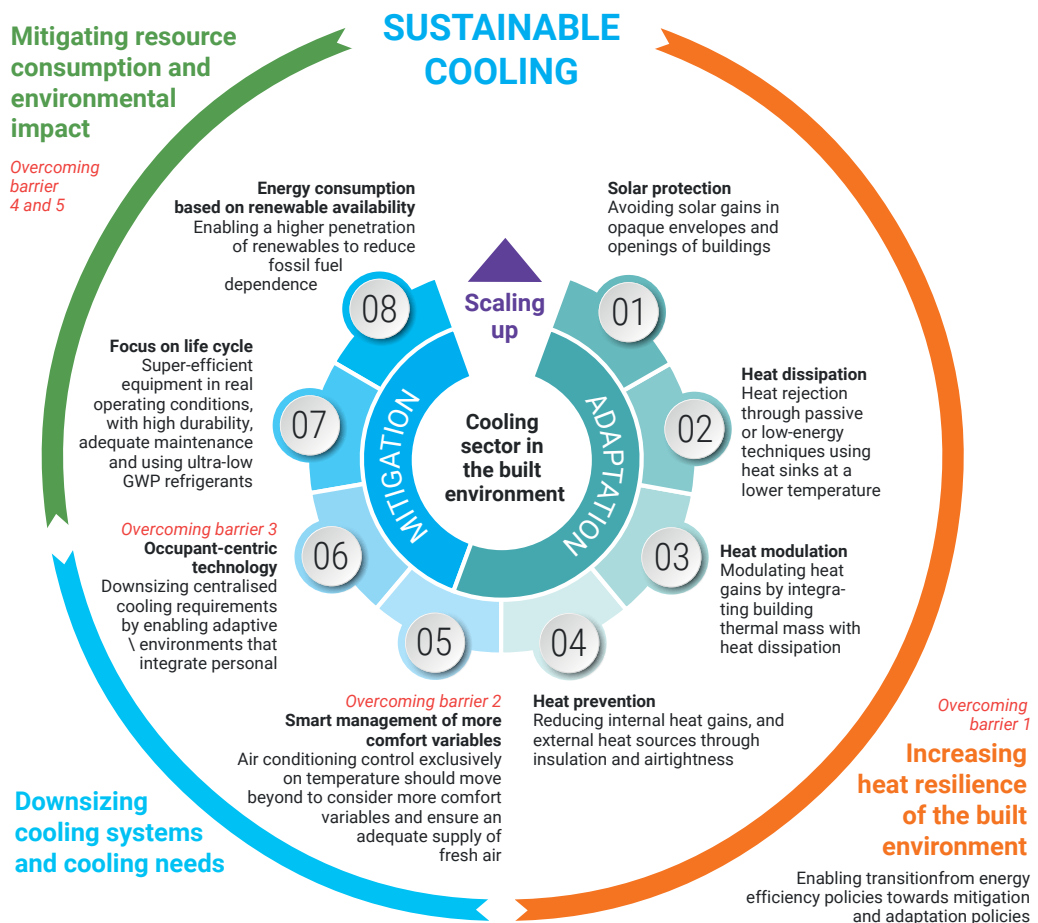 SUSTAINABLE
COOLING
Mitigating resource
consumption and
environmental
impact
Overcoming
barrier
4 and 5
Energy consumption
based on renewable availability
Enabling a higher penetration
of renewables to reduce
fossil fuel
dependence
Solar protection
Avoiding solar gains in
opaque envelopes and
openings of buildings
Scaling
up
08
01
Focus on life cycle
Super-efficient
equipment in real
operating conditions,
with high durability,
adequate maintenance
and using ultra-low
GWP refrigerants
07
02
Heat dissipation
Heat rejection
through passive
or low-energy
techniques using
heat sinks at a
lower temperature
MITIGATION
Cooling
sector in
the built
environment
ADAPTATION
Overcoming barrier 3
Occupant-centric
technology
Downsizing centralised
cooling requirements
by enabling adaptive
\ environments that
integrate personal
06
03
Heat modulation
Modulating heat
gains by integra-
ting building
thermal mass with
heat dissipation
05
04
Overcoming barrier 2
Smart management of more
comfort variables
Air conditioning control exclusively
on temperature should move
beyond to consider more comfort
variables and ensure an
adequate supply of
fresh air
Heat prevention
Reducing internal heat gains, and
external heat sources through
insulation and airtightness
Downsizing
cooling systems
and cooling needs
Overcoming
barrier 1
Increasing
heat resilience
of the built
environment
Enabling transitionfrom energy
efficiency policies towards mitigation
and adaptation policies